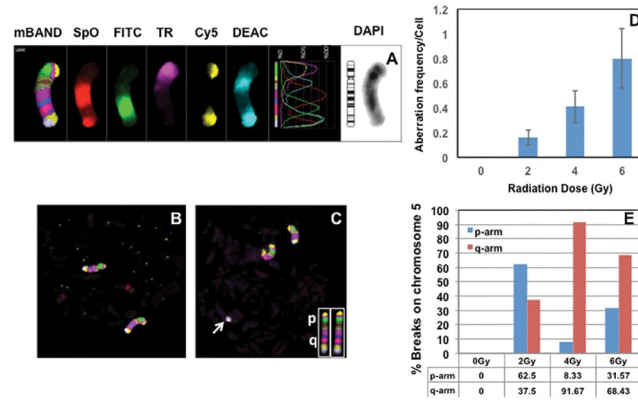 mBAND SpO FITC TR Cy5 DEAC DAPI
0% 50% 100%
A
B
C
p
q
D
Aberration frequency/Cell
1.2
1
0.8
0.6
0.4
0.2
0
0 2 4 6
Radiation Dose (Gy)
E
% Breaks on chromosome 5
100
90
80
70
60
50
40
30
20
10
0
p-arm
q-arm
0Gy 2Gy 4Gy 6Gy
p-arm 0 62.5 8.33 31.57
q-arm 0 37.5 91.67 68.43